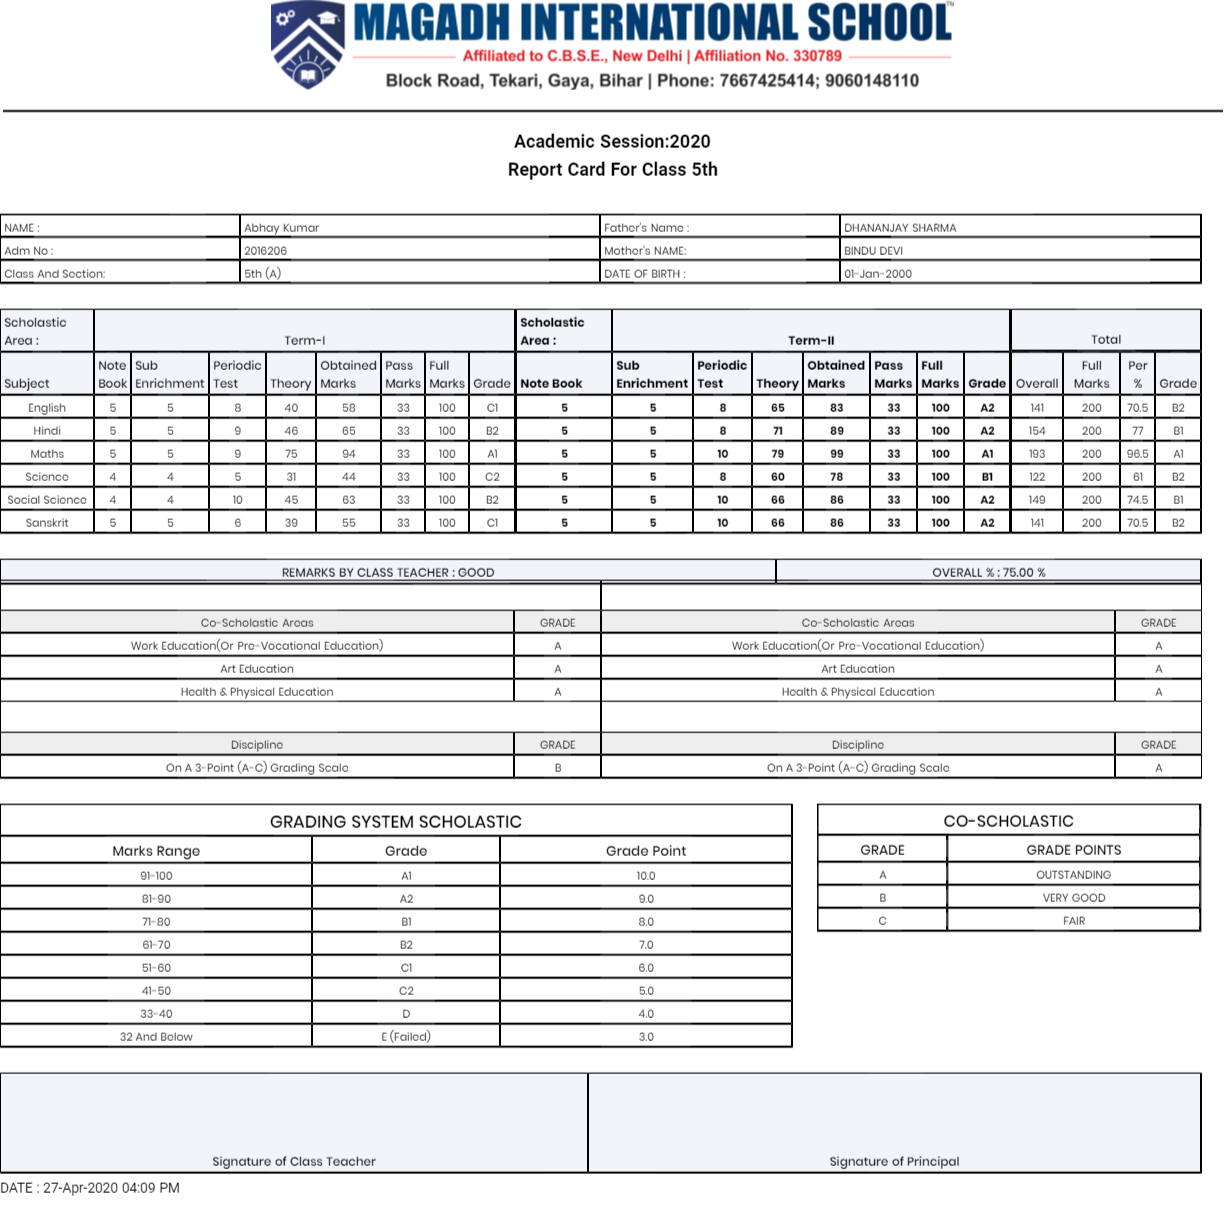 MAGADH INTERNATIONAL SCHOOL™
Affiliated to C.B.S.E., New Delhi | Affiliation No. 330789
Block Road, Tekari, Gaya, Bihar | Phone: 7667425414; 9060148110
Academic Session:2020
Report Card For Class 5th
NAME : Abhay Kumar Father's Name : DHANANJAY SHARMA
Adm No : 2016206 Mother's NAME: BINDU DEVI
Class And Section: 5th (A) DATE OF BIRTH : 01-Jan-2000
Scholastic Area : Term-I Scholastic Area : Term-II Total
Subject Note Book Sub Enrichment Periodic Test Theory Obtained Marks Pass Marks Full Marks Grade Note Book Sub Enrichment Periodic Test Theory Obtained Marks Pass Marks Full Marks Grade Overall Full Marks Per % Grade
English 5 5 8 40 58 33 100 C1 5 5 8 65 83 33 100 A2 141 200 70.5 B2
Hindi 5 5 9 46 65 33 100 B2 5 5 8 71 89 33 100 A2 154 200 77 B1
Maths 5 5 9 75 94 33 100 A1 5 5 10 79 99 33 100 A1 193 200 96.5 A1
Science 4 4 5 31 44 33 100 C2 5 5 8 60 78 33 100 B1 122 200 61 B2
Social Science 4 4 10 45 63 33 100 B2 5 5 10 66 86 33 100 A2 149 200 74.5 B1
Sanskrit 5 5 6 39 55 33 100 C1 5 5 10 66 86 33 100 A2 141 200 70.5 B2
REMARKS BY CLASS TEACHER : GOOD OVERALL % : 75.00 %
Co-Scholastic Areas GRADE Co-Scholastic Areas GRADE
Work Education(Or Pre-Vocational Education) A Work Education(Or Pre-Vocational Education) A
Art Education A Art Education A
Health & Physical Education A Health & Physical Education A
Discipline GRADE Discipline GRADE
On A 3-Point (A-C) Grading Scale B On A 3-Point (A-C) Grading Scale A
GRADING SYSTEM SCHOLASTIC
Marks Range Grade Grade Point
91-100 A1 10.0
81-90 A2 9.0
71-80 B1 8.0
61-70 B2 7.0
51-60 C1 6.0
41-50 C2 5.0
33-40 D 4.0
32 And Below E (Failed) 3.0
CO-SCHOLASTIC
GRADE GRADE POINTS
A OUTSTANDING
B VERY GOOD
C FAIR
Signature of Class Teacher Signature of Principal
DATE : 27-Apr-2020 04:09 PM